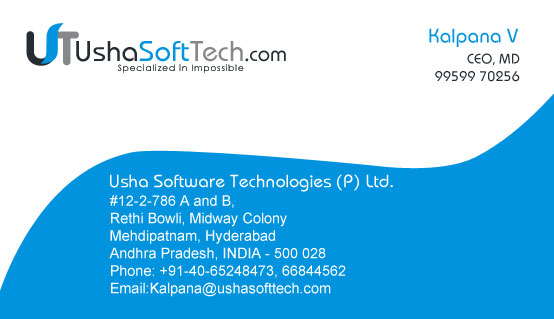 UT UshaSoftTech.com
Specialized in Impossible
Kalpana V
CEO, MD
99599 70256
Usha Software Technologies (P) Ltd.
#12-2-786 A and B,
Rethi Bowli, Midway Colony
Mehdipatnam, Hyderabad
Andhra Pradesh, INDIA - 500 028
Phone: +91-40-65248473, 66844562
Email:Kalpana@ushasofttech.com